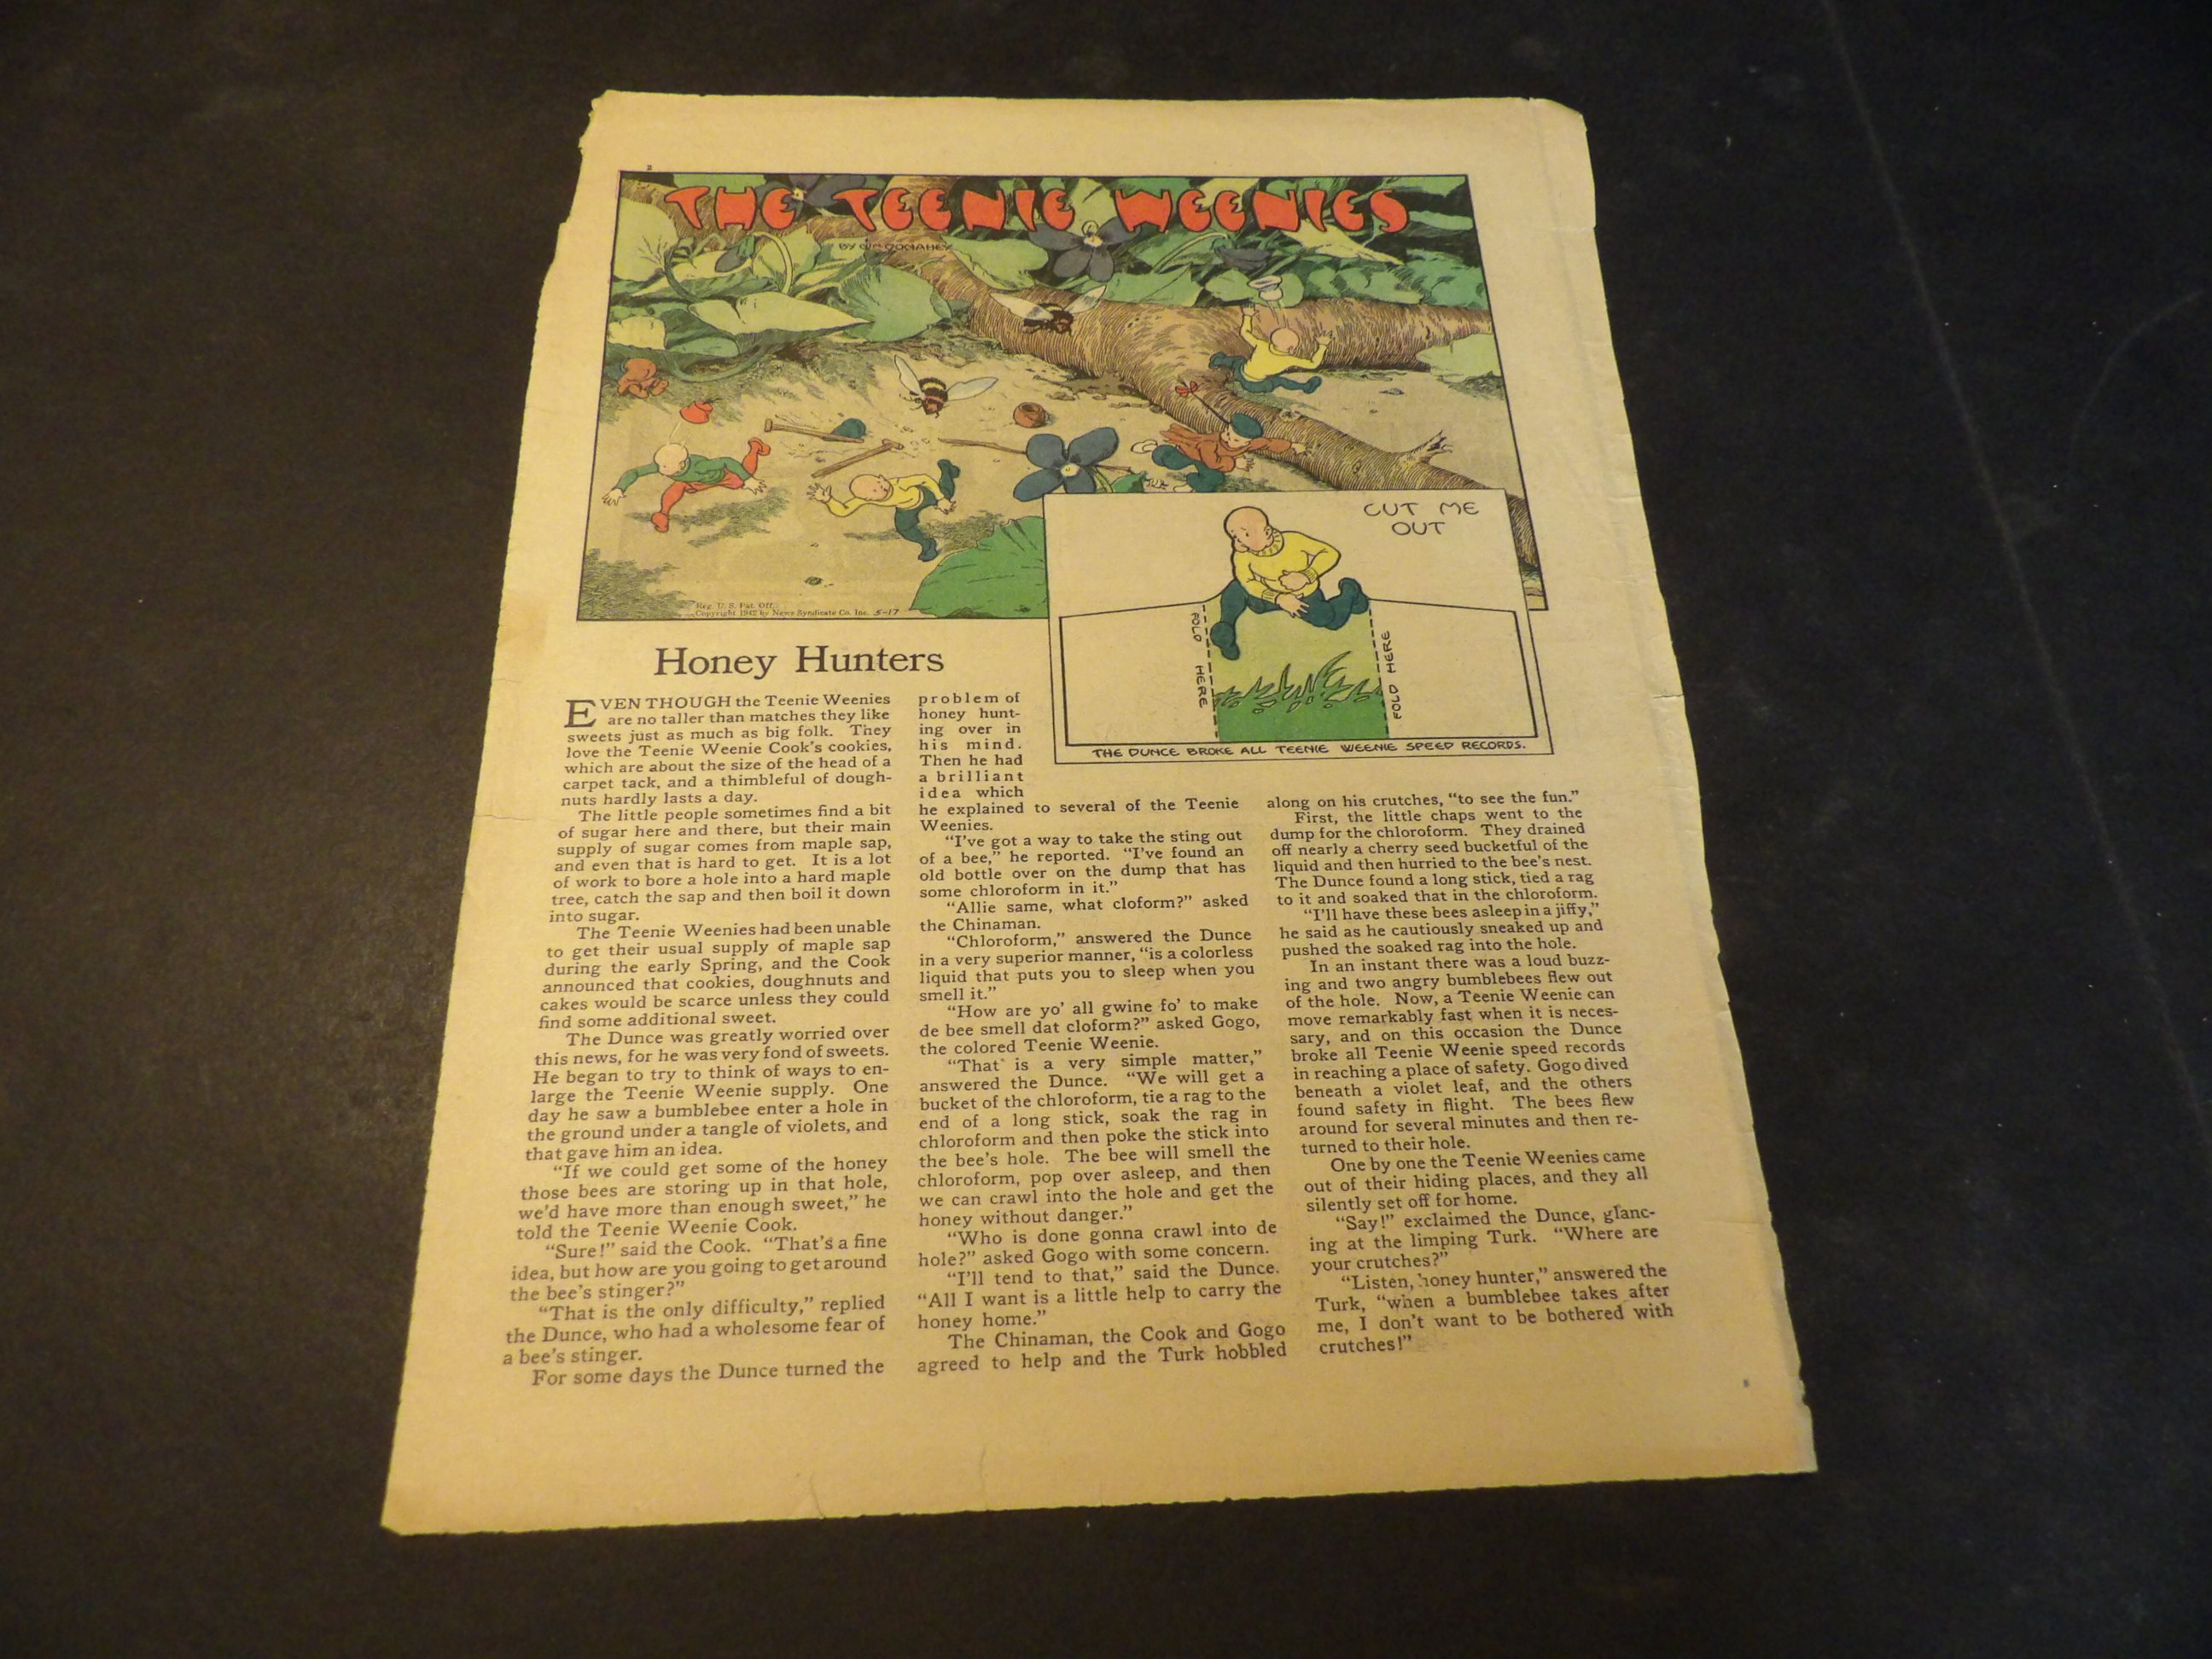 2
THE TEENIE WEENIES
BY WM. DONAHEY
Reg. U. S. Pat. Off.
Copyright 1942 by News Syndicate Co. Inc. 5-17
CUT ME
OUT
FOLD HERE
FOLD HERE
THE DUNCE BROKE ALL TEENIE WEENIE SPEED RECORDS.
Honey Hunters
EVEN THOUGH the Teenie Weenies
are no taller than matches they like
sweets just as much as big folk. They
love the Teenie Weenie Cook's cookies,
which are about the size of the head of a
carpet tack, and a thimbleful of dough-
nuts hardly lasts a day.
The little people sometimes find a bit
of sugar here and there, but their main
supply of sugar comes from maple sap,
and even that is hard to get. It is a lot
of work to bore a hole into a hard maple
tree, catch the sap and then boil it down
into sugar.
The Teenie Weenies had been unable
to get their usual supply of maple sap
during the early Spring, and the Cook
announced that cookies, doughnuts and
cakes would be scarce unless they could
find some additional sweet.
The Dunce was greatly worried over
this news, for he was very fond of sweets.
He began to try to think of ways to en-
large the Teenie Weenie supply. One
day he saw a bumblebee enter a hole in
the ground under a tangle of violets, and
that gave him an idea.
"If we could get some of the honey
those bees are storing up in that hole,
we'd have more than enough sweet," he
told the Teenie Weenie Cook.
"Sure!" said the Cook. "That's a fine
idea, but how are you going to get around
the bee's stinger?"
"That is the only difficulty," replied
the Dunce, who had a wholesome fear of
a bee's stinger.
For some days the Dunce turned the
problem of
honey hunt-
ing over in
his mind.
Then he had
a brilliant
idea which
he explained to several of the Teenie
Weenies.
"I've got a way to take the sting out
of a bee," he reported. "I've found an
old bottle over on the dump that has
some chloroform in it."
"Allie same, what cloform?" asked
the Chinaman.
"Chloroform," answered the Dunce
in a very superior manner, "is a colorless
liquid that puts you to sleep when you
smell it."
"How are yo' all gwine fo' to make
de bee smell dat cloform?" asked Gogo,
the colored Teenie Weenie.
"That is a very simple matter,"
answered the Dunce. "We will get a
bucket of the chloroform, tie a rag to the
end of a long stick, soak the rag in
chloroform and then poke the stick into
the bee's hole. The bee will smell the
chloroform, pop over asleep, and then
we can crawl into the hole and get the
honey without danger."
"Who is done gonna crawl into de
hole?" asked Gogo with some concern.
"I'll tend to that," said the Dunce.
"All I want is a little help to carry the
honey home."
The Chinaman, the Cook and Gogo
agreed to help and the Turk hobbled
along on his crutches, "to see the fun."
First, the little chaps went to the
dump for the chloroform. They drained
off nearly a cherry seed bucketful of the
liquid and then hurried to the bee's nest.
The Dunce found a long stick, tied a rag
to it and soaked that in the chloroform.
"I'll have these bees asleep in a jiffy,"
he said as he cautiously sneaked up and
pushed the soaked rag into the hole.
In an instant there was a loud buzz-
ing and two angry bumblebees flew out
of the hole. Now, a Teenie Weenie can
move remarkably fast when it is neces-
sary, and on this occasion the Dunce
broke all Teenie Weenie speed records
in reaching a place of safety. Gogo dived
beneath a violet leaf, and the others
found safety in flight. The bees flew
around for several minutes and then re-
turned to their hole.
One by one the Teenie Weenies came
out of their hiding places, and they all
silently set off for home.
"Say!" exclaimed the Dunce, glanc-
ing at the limping Turk. "Where are
your crutches?"
"Listen, honey hunter," answered the
Turk, "when a bumblebee takes after
me, I don't want to be bothered with
crutches!"